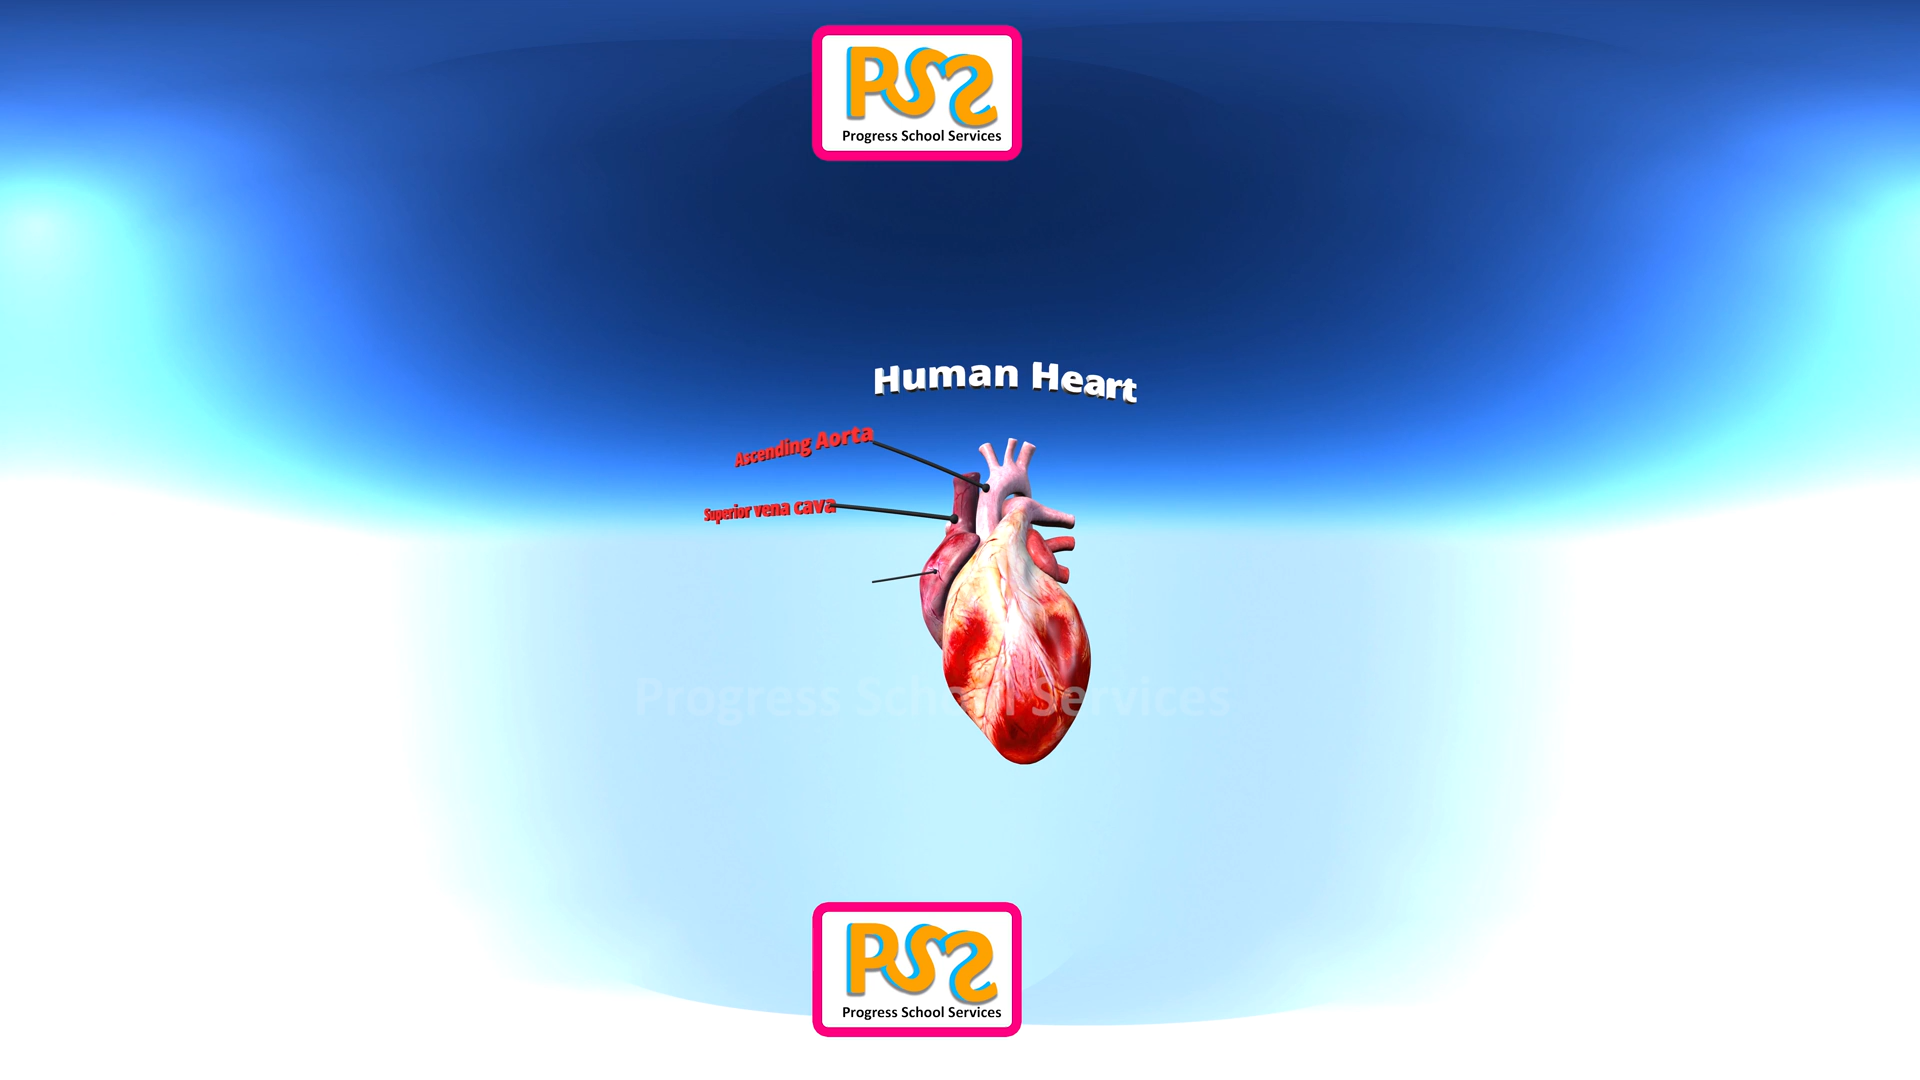 PSS
Progress School Services
Human Heart
Ascending Aorta
Superior vena cava
Progress School Services
PSS
Progress School Services